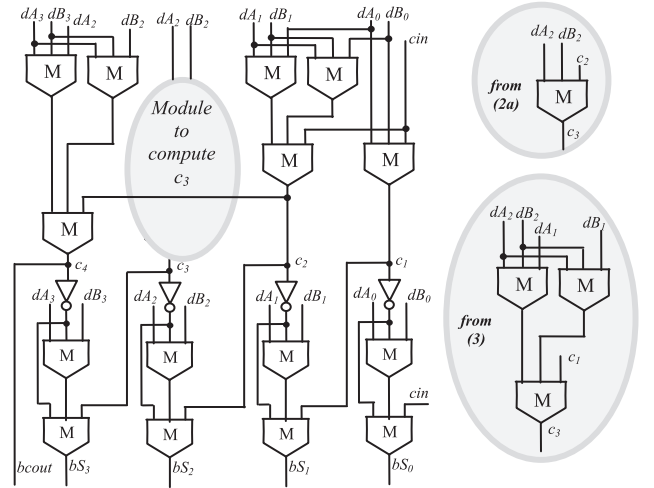 dA3 dB3 dA2 dB2 dA2 dB2 dA1 dB1 dA0 dB0 cin
M M M M
Module
to
compute
c3
M M
M
c4 c3 c2 c1
dA3 dB3 dA2 dB2 dA1 dB1 dA0 dB0
M M M M
cin
M M M M
bcout bS3 bS2 bS1 bS0
dA2 dB2
c2
from
(2a)
M
c3
dA2 dB2 dA1 dB1
M M
from
(3)
c1
M
c3